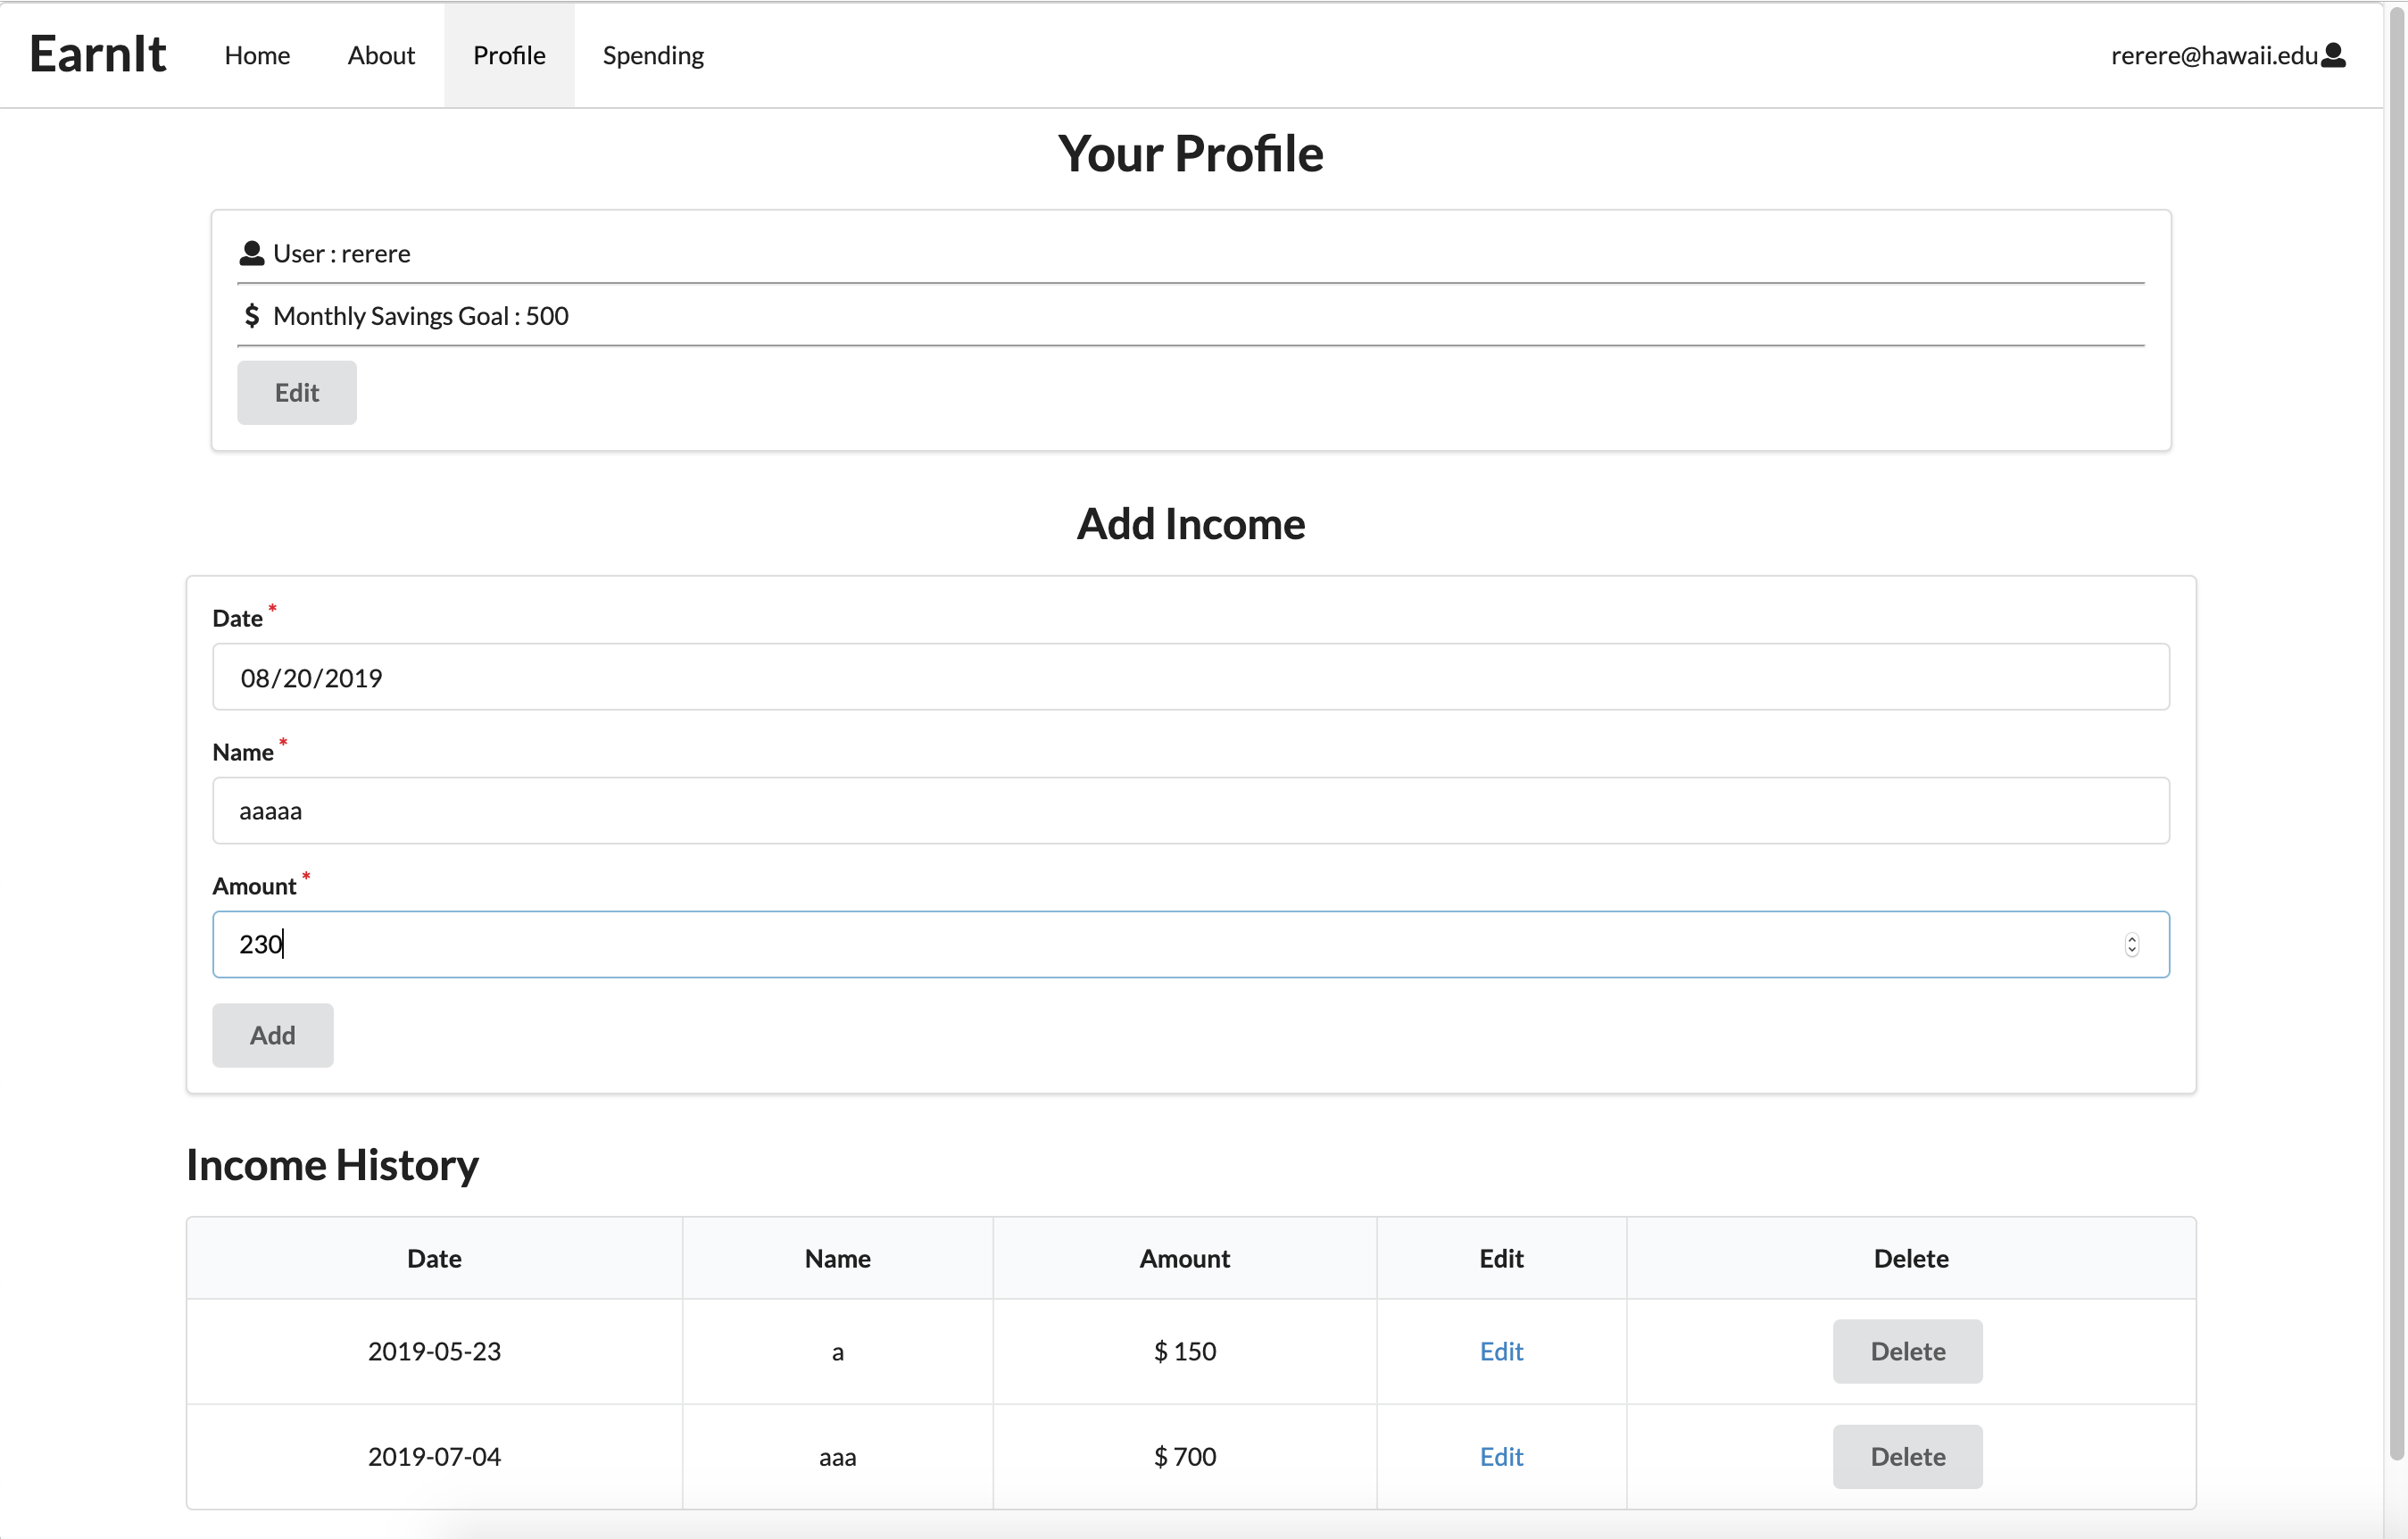 EarnIt Home About Profile Spending rerere@hawaii.edu
Your Profile
User : rerere
$ Monthly Savings Goal : 500
Edit
Add Income
Date *
08/20/2019
Name *
aaaaa
Amount *
230
Add
Income History
Date Name Amount Edit Delete
2019-05-23 a $ 150 Edit Delete
2019-07-04 aaa $ 700 Edit Delete